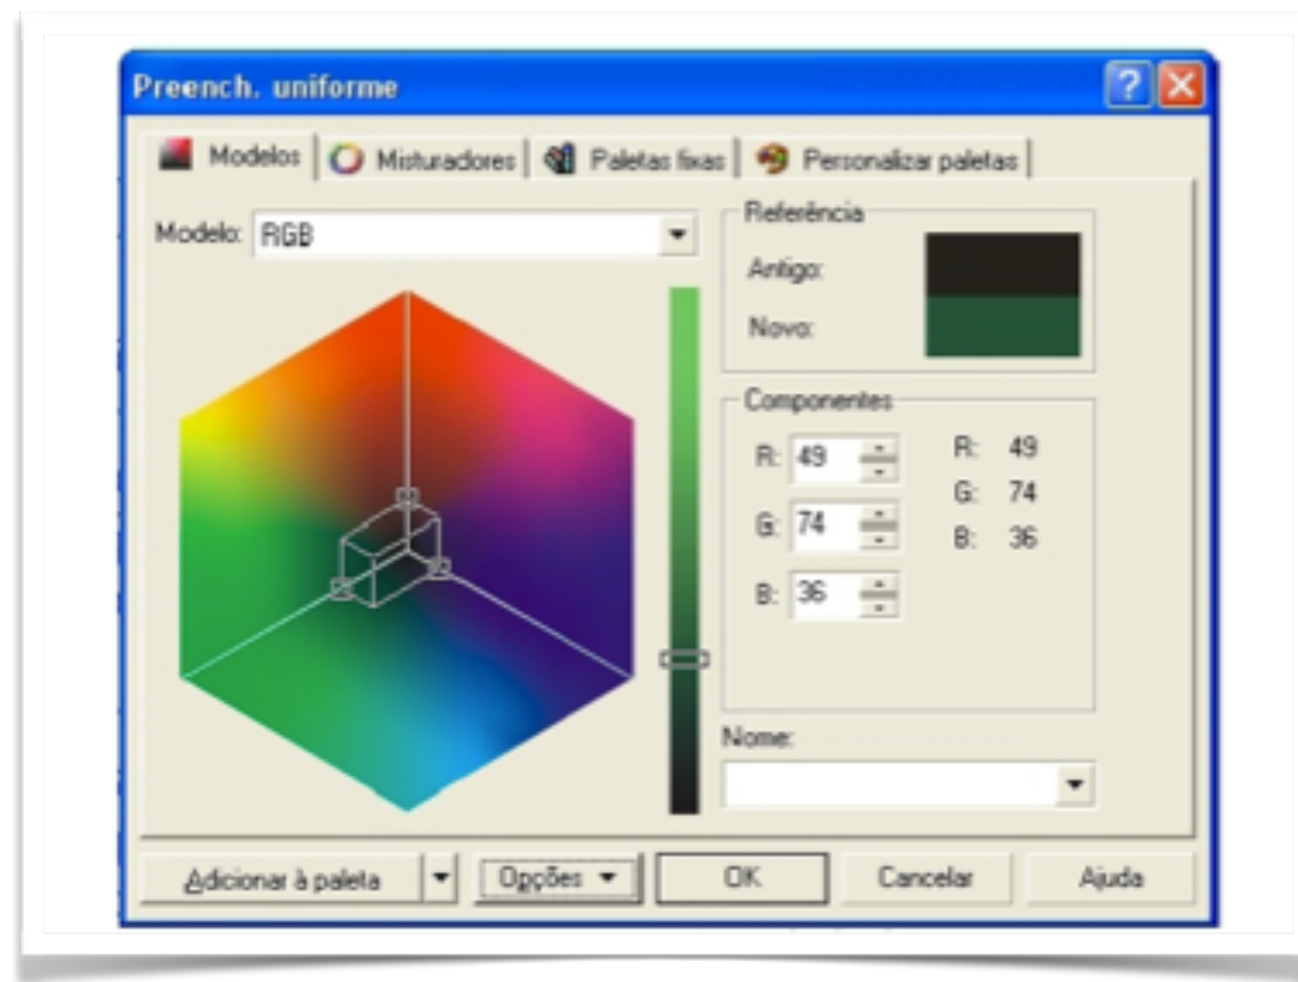 Preench. uniforme
Modelos Misturadores Paletas fixas Personalizar paletas
Modelo: RGB
Referência
Antigo:
Novo:
Componentes
R: 49 R: 49
G: 74 G: 74
B: 36 B: 36
Nome:
Adicionar à paleta Opções OK Cancelar Ajuda